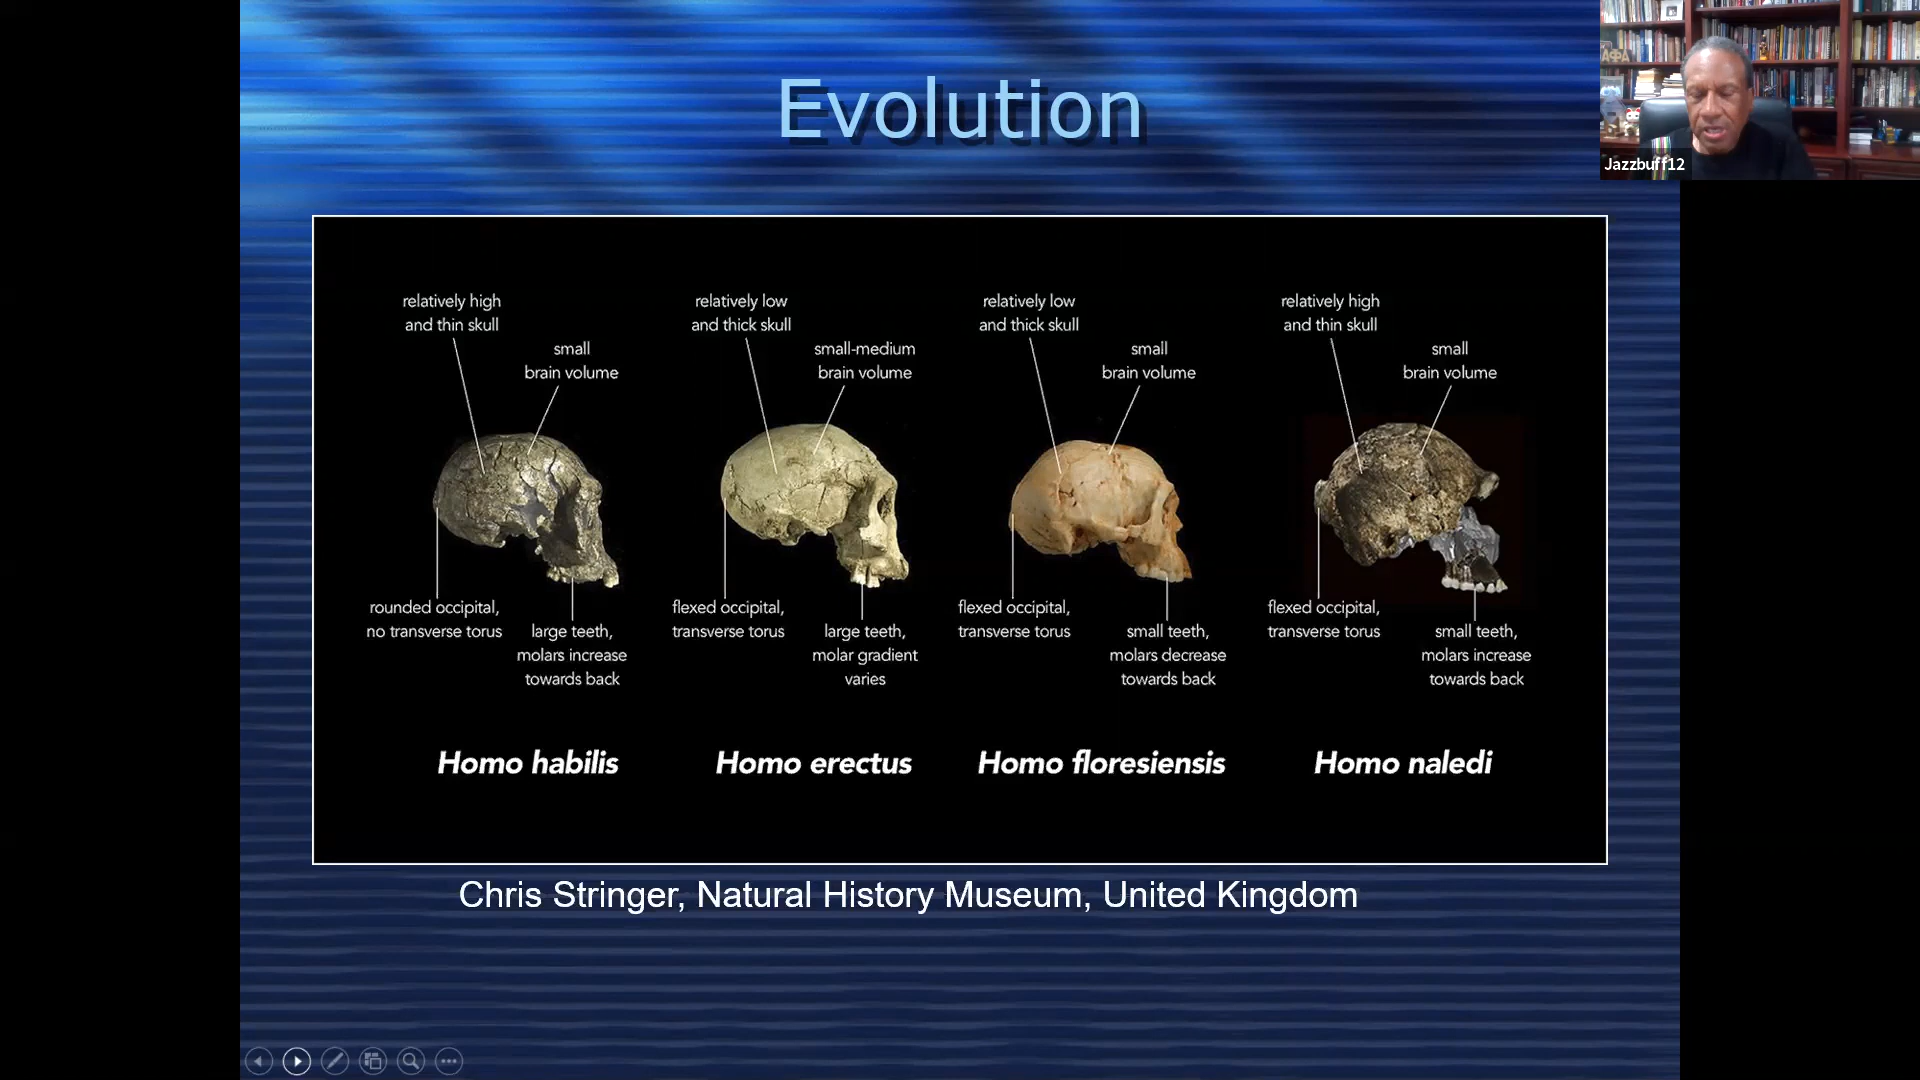 Evolution
Jazzbuff12
ΑΦΑ
relatively high
and thin skull
small
brain volume
rounded occipital,
no transverse torus
large teeth,
molars increase
towards back
Homo habilis
relatively low
and thick skull
small-medium
brain volume
flexed occipital,
transverse torus
large teeth,
molar gradient
varies
Homo erectus
relatively low
and thick skull
small
brain volume
flexed occipital,
transverse torus
small teeth,
molars decrease
towards back
Homo floresiensis
relatively high
and thin skull
small
brain volume
flexed occipital,
transverse torus
small teeth,
molars increase
towards back
Homo naledi
Chris Stringer, Natural History Museum, United Kingdom